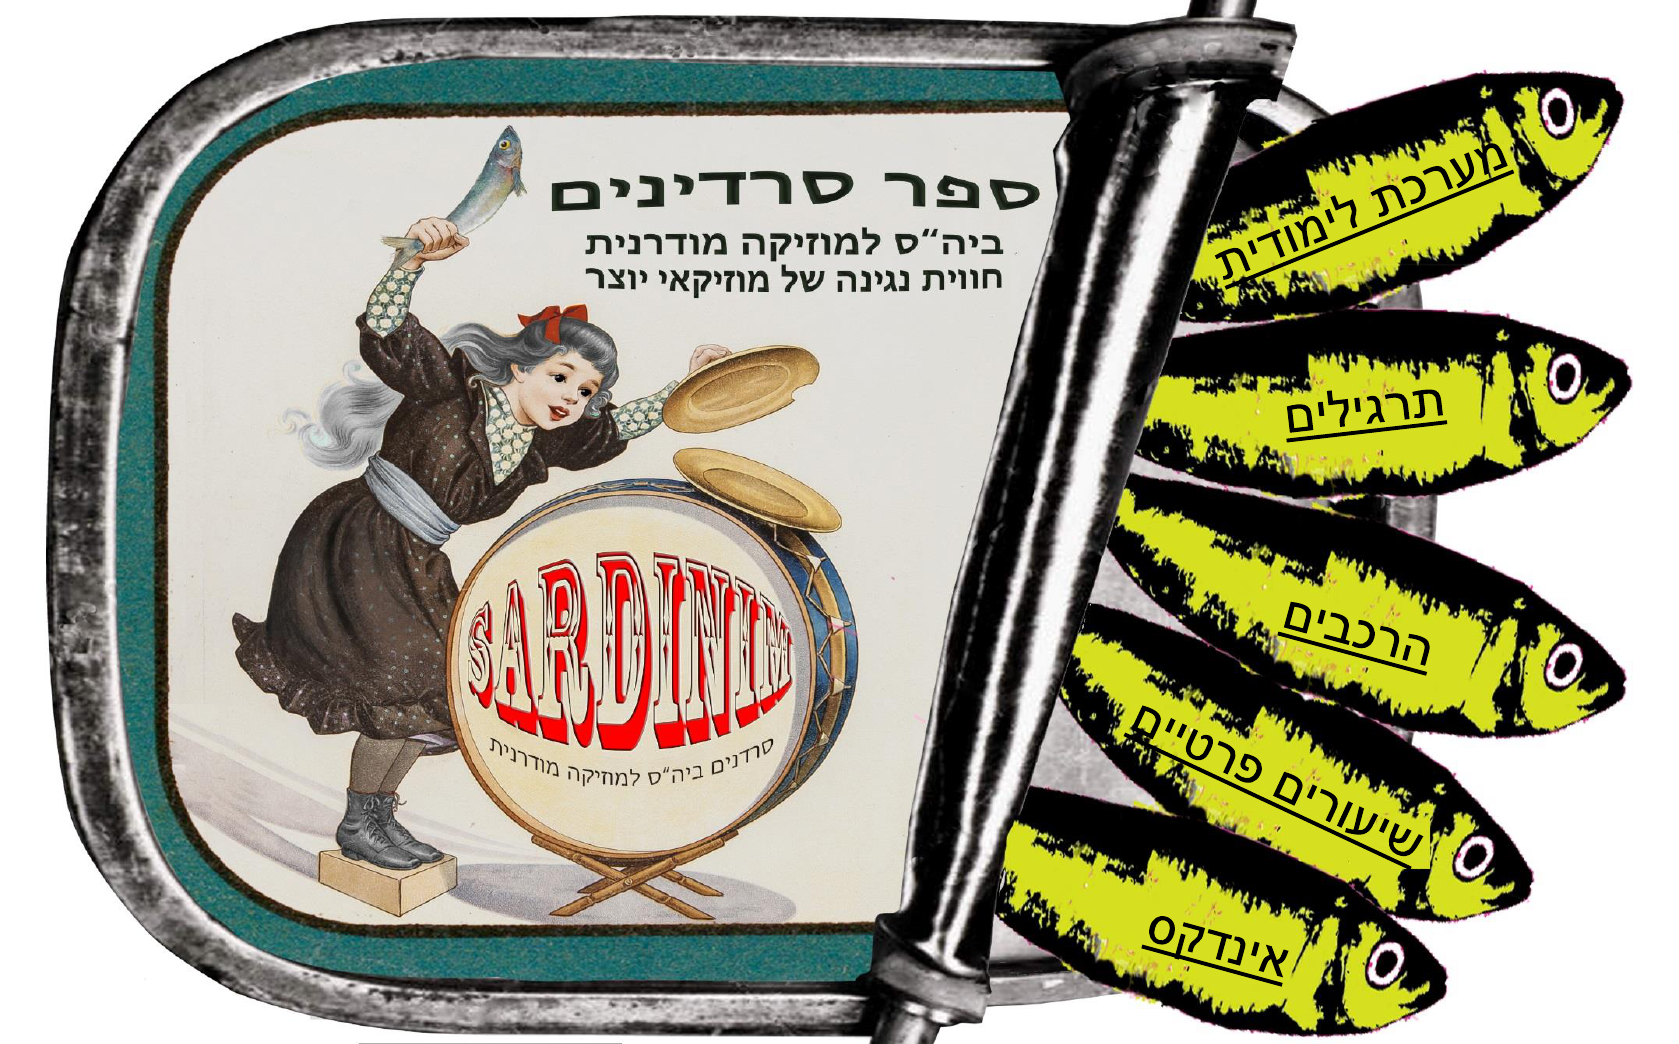 ספר סרדינים
ביה“ס למוזיקה מודרנית
חווית נגינה של מוזיקאי יוצר
SARDINIM
סרדנים ביה“ס למוזיקה מודרנית
מערכת לימודית
תרגילים
הרכבים
שיעורים פרטיים
אינדקס